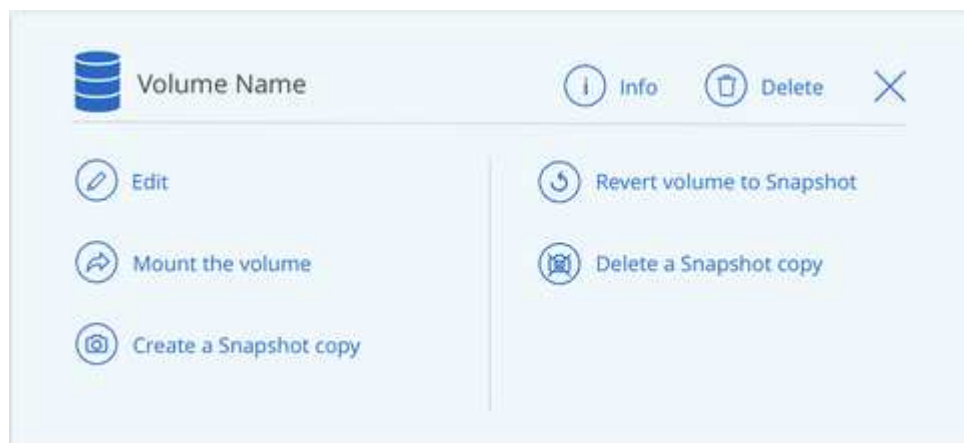 Volume Name
Info
Delete
Edit
Revert volume to Snapshot
Mount the volume
Delete a Snapshot copy
Create a Snapshot copy